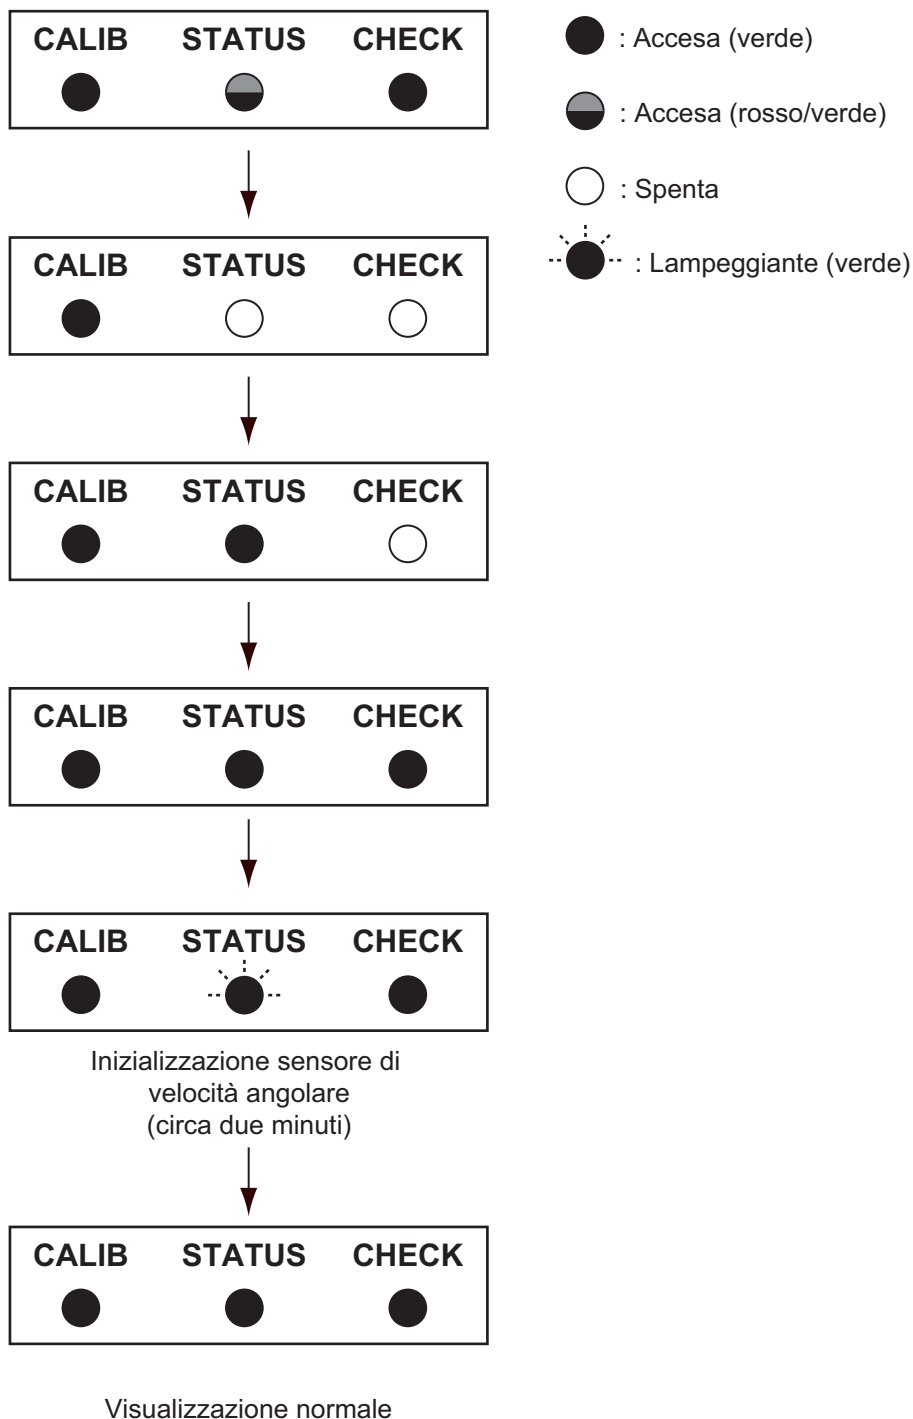 CALIB STATUS CHECK
: Accesa (verde)
: Accesa (rosso/verde)
: Spenta
: Lampeggiante (verde)
CALIB STATUS CHECK
CALIB STATUS CHECK
CALIB STATUS CHECK
CALIB STATUS CHECK
Inizializzazione sensore di
velocità angolare
(circa due minuti)
CALIB STATUS CHECK
Visualizzazione normale